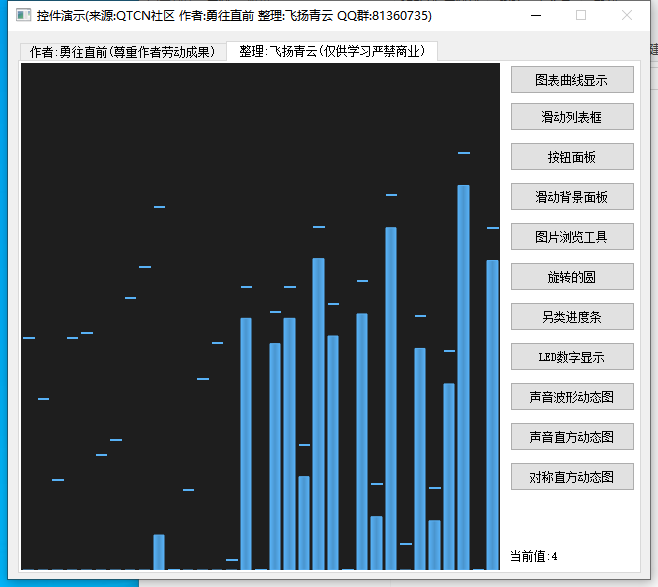 控件演示(来源:QTCN社区 作者:勇往直前 整理:飞扬青云 QQ群:81360735)
作者:勇往直前(尊重作者劳动成果)
整理:飞扬青云(仅供学习严禁商业)
图表曲线显示
滑动列表框
按钮面板
滑动背景面板
图片浏览工具
旋转的圆
另类进度条
LED数字显示
声音波形动态图
声音直方动态图
对称直方动态图
当前值:4